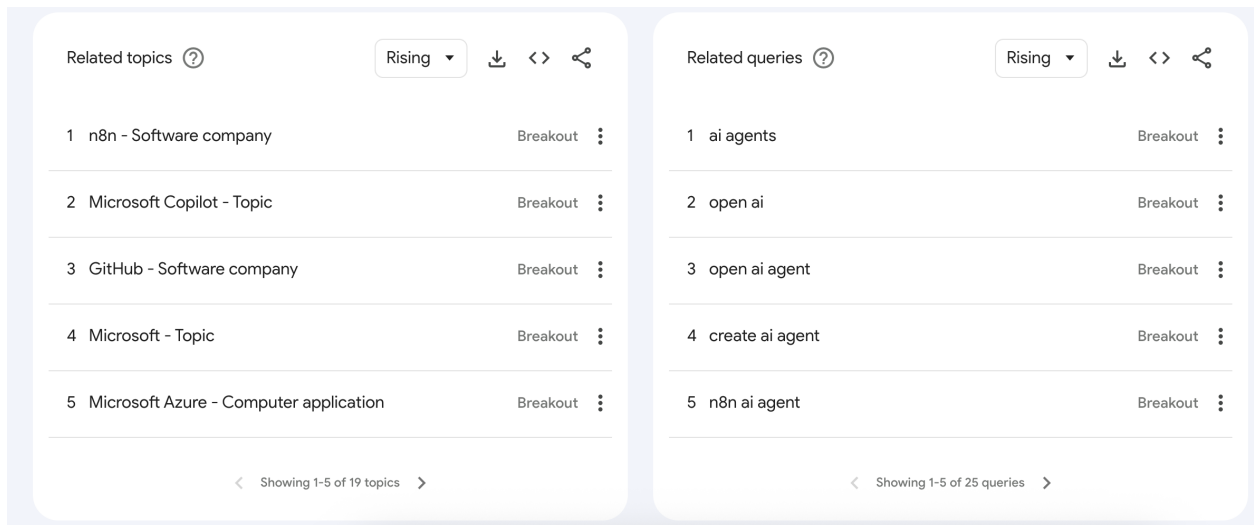 Related topics
Rising
1 n8n - Software company Breakout
2 Microsoft Copilot - Topic Breakout
3 GitHub - Software company Breakout
4 Microsoft - Topic Breakout
5 Microsoft Azure - Computer application Breakout
Showing 1-5 of 19 topics
Related queries
Rising
1 ai agents Breakout
2 open ai Breakout
3 open ai agent Breakout
4 create ai agent Breakout
5 n8n ai agent Breakout
Showing 1-5 of 25 queries